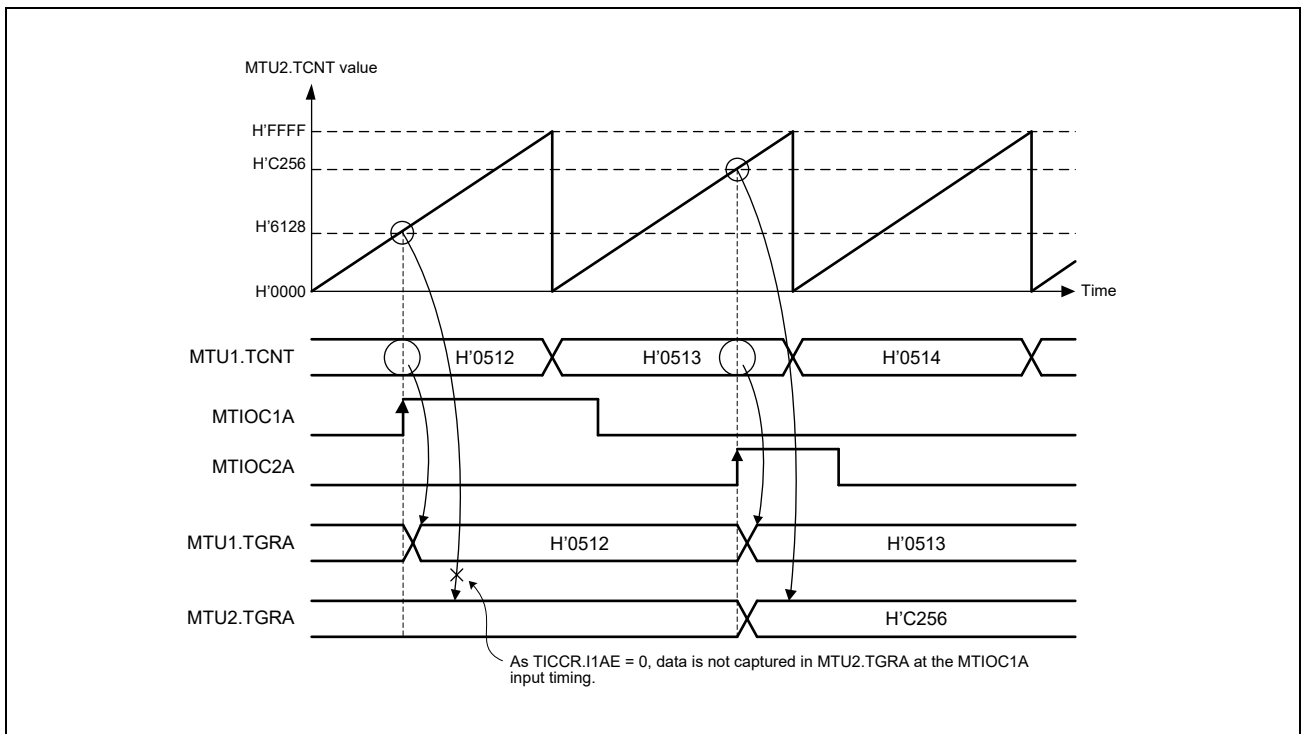 MTU2.TCNT value
H'FFFF
H'C256
H'6128
H'0000
Time
MTU1.TCNT
H'0512
H'0513
H'0514
MTIOC1A
MTIOC2A
MTU1.TGRA
H'0512
H'0513
MTU2.TGRA
H'C256
As TICCR.I1AE = 0, data is not captured in MTU2.TGRA at the MTIOC1A
input timing.